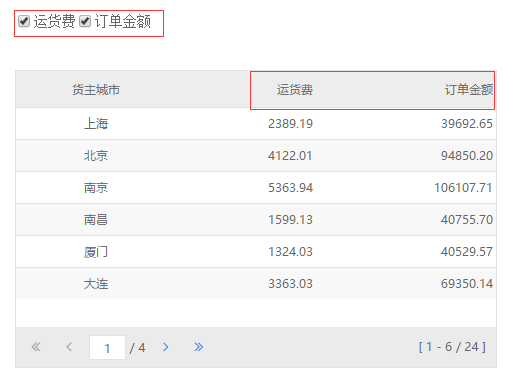 运货费 订单金额
货主城市 运货费 订单金额
上海 2389.19 39692.65
北京 4122.01 94850.20
南京 5363.94 106107.71
南昌 1599.13 40755.70
厦门 1324.03 40529.57
大连 3363.03 69350.14
1 / 4 [ 1 - 6 / 24 ]